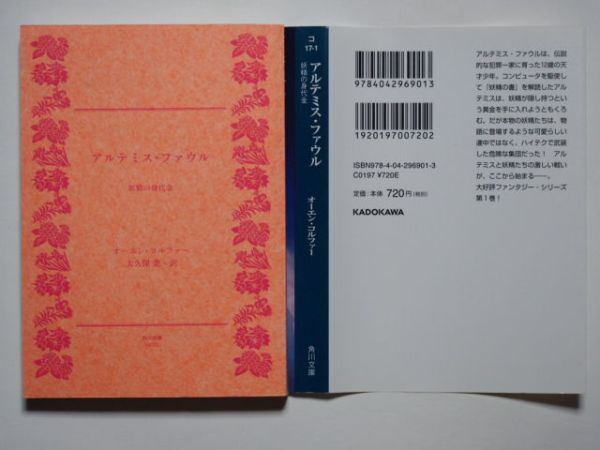 アルテミス・ファウル
妖精の身代金
オーエン・コルファー
大久保 寛・訳
角川文庫
コ
17-1
アルテミス・ファウル
妖精の身代金
オーエン・コルファー
角川文庫
9784042969013
1920197007202
ISBN978-4-04-296901-3
C0197 ¥720E
定価:本体 720円(税別)
KADOKAWA
アルテミス・ファウルは、伝説
的な犯罪一家に育った12歳の天
才少年。コンピュータを駆使し
て『妖精の書』を解読したアルテ
ミスは、妖精が隠し持つとい
う黄金を手に入れようともくろ
む。だが本物の妖精たちは、物
語に登場するような可愛らしい
連中ではなく、ハイテクで武装
した危険な集団だった! アル
テミスと妖精たちの激しい戦い
が、ここから始まる――。
大好評ファンタジー・シリーズ
第1巻!